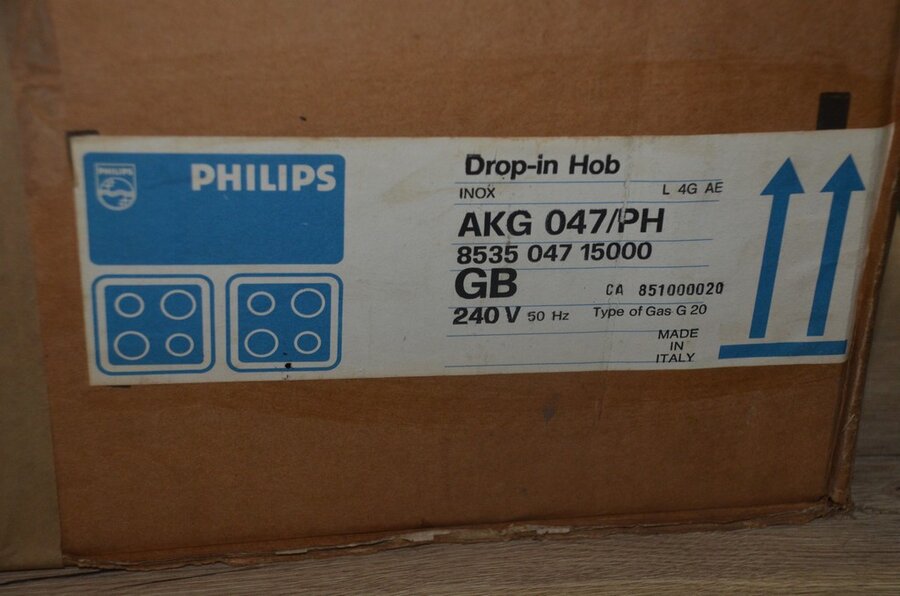 PHILIPS
PHILIPS
Drop-in Hob
INOX L 4G AE
AKG 047/PH
8535 047 15000
GB CA 851000020
240 V 50 Hz Type of Gas G 20
MADE
IN
ITALY